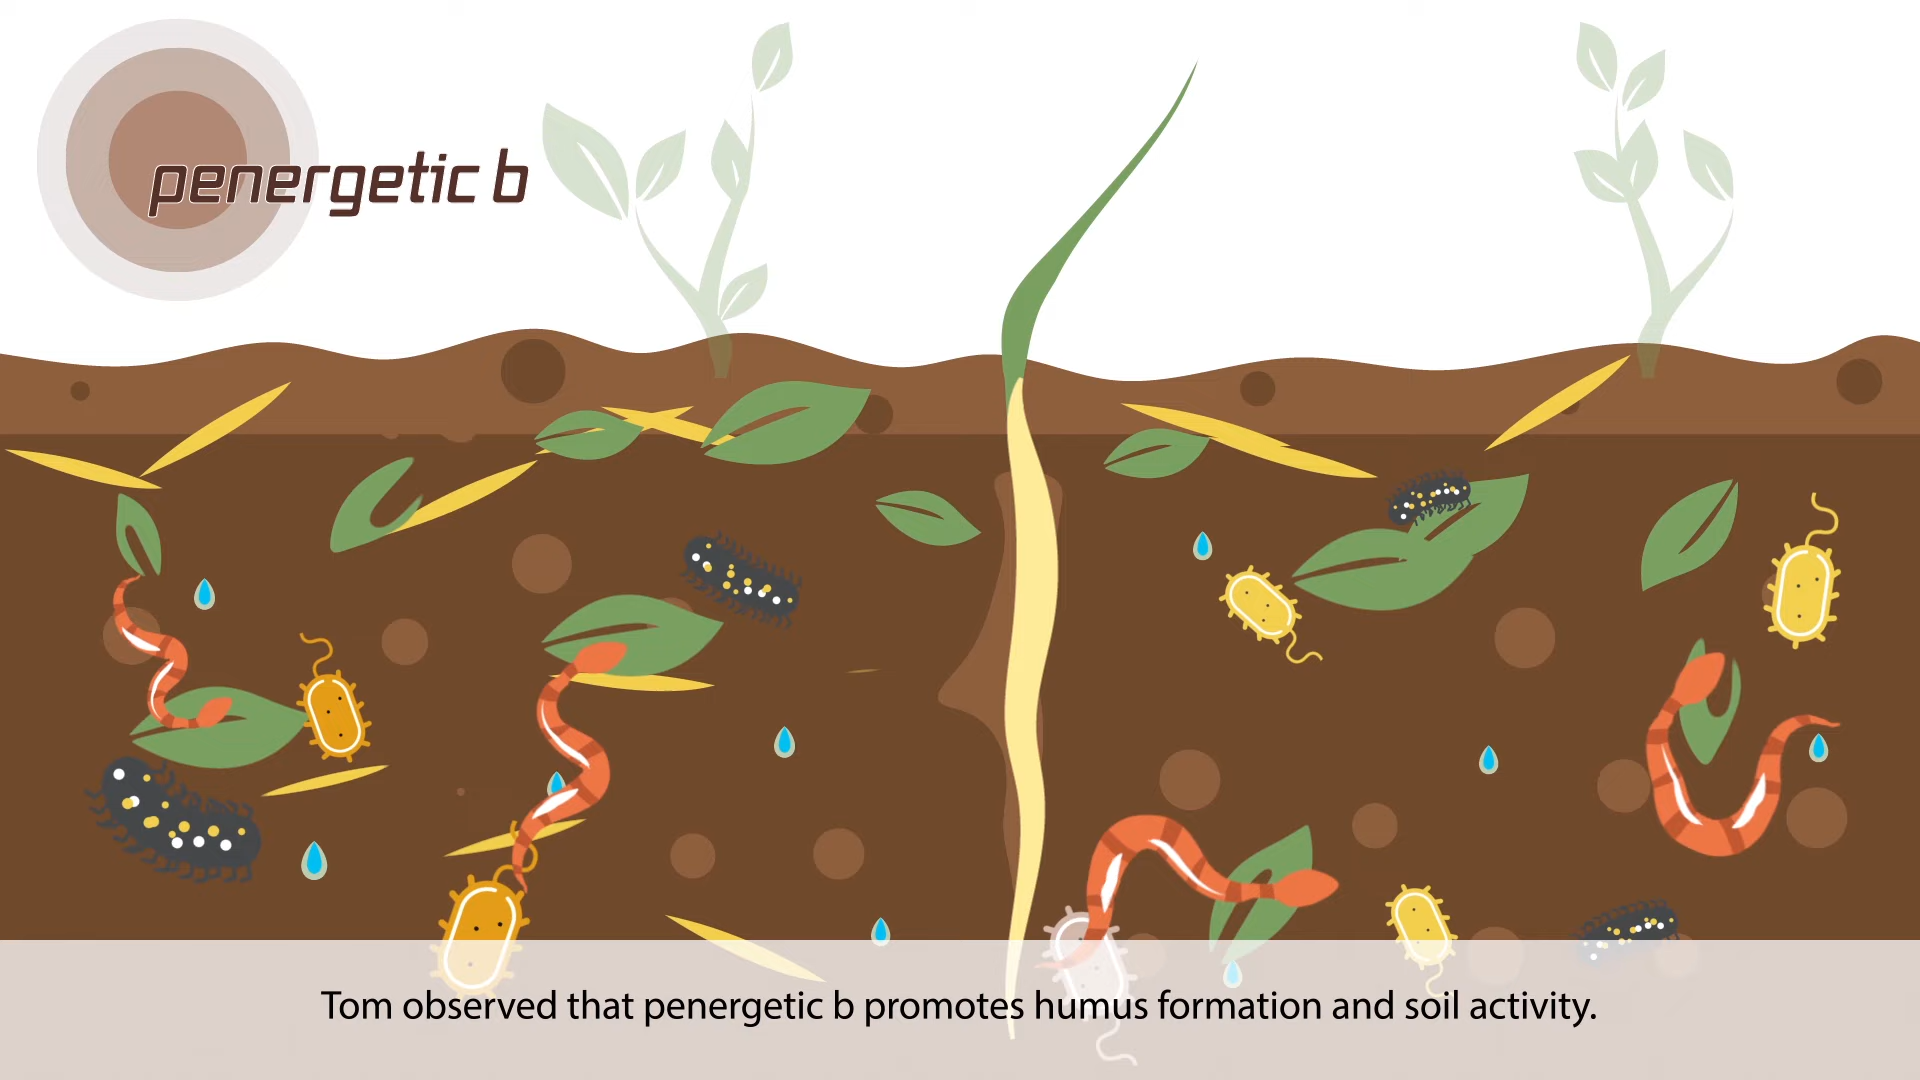 penergetic b
Tom observed that penergetic b promotes humus formation and soil activity.